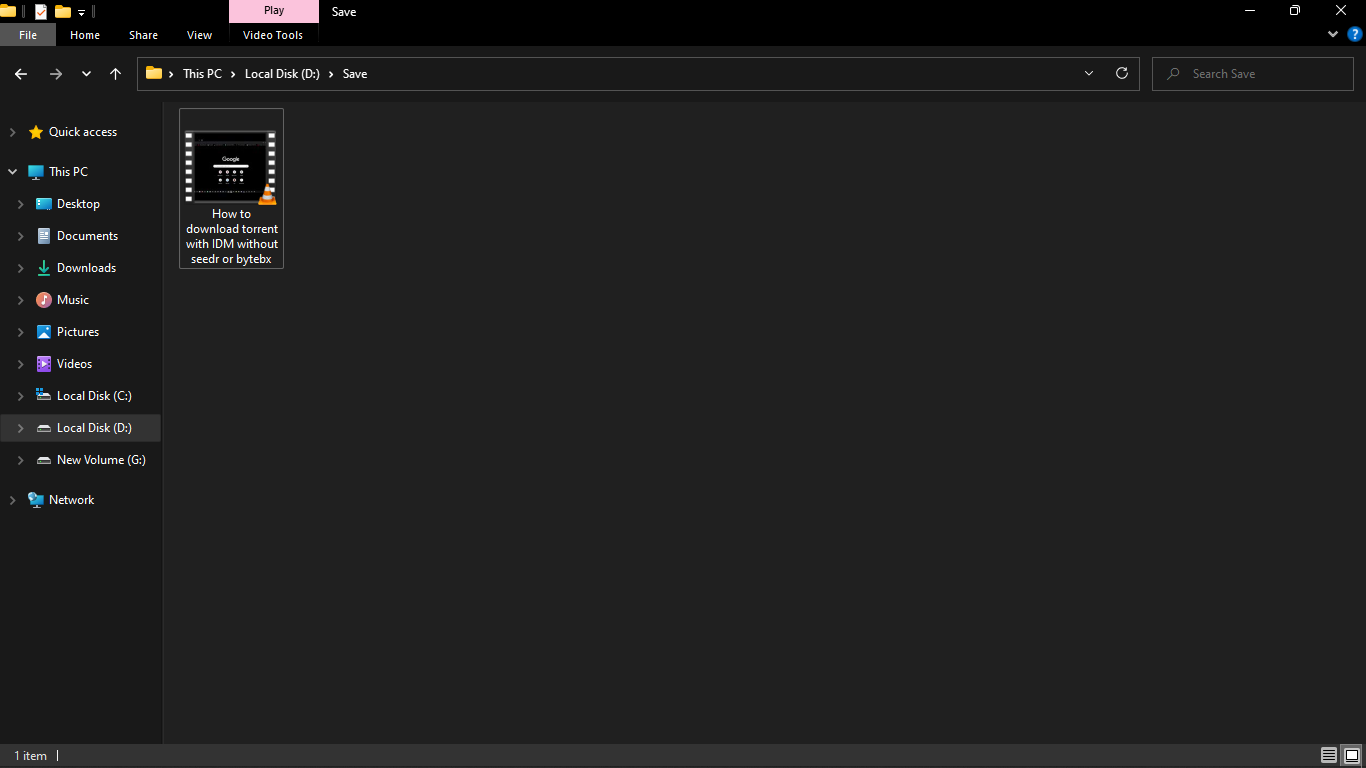 Play
Save
File
Home
Share
View
Video Tools
This PC
Local Disk (D:)
Save
Search Save
Quick access
This PC
Desktop
Documents
Downloads
Music
Pictures
Videos
Local Disk (C:)
Local Disk (D:)
New Volume (G:)
Network
Google
How to
download torrent
with IDM without
seedr or bytebx
1 item